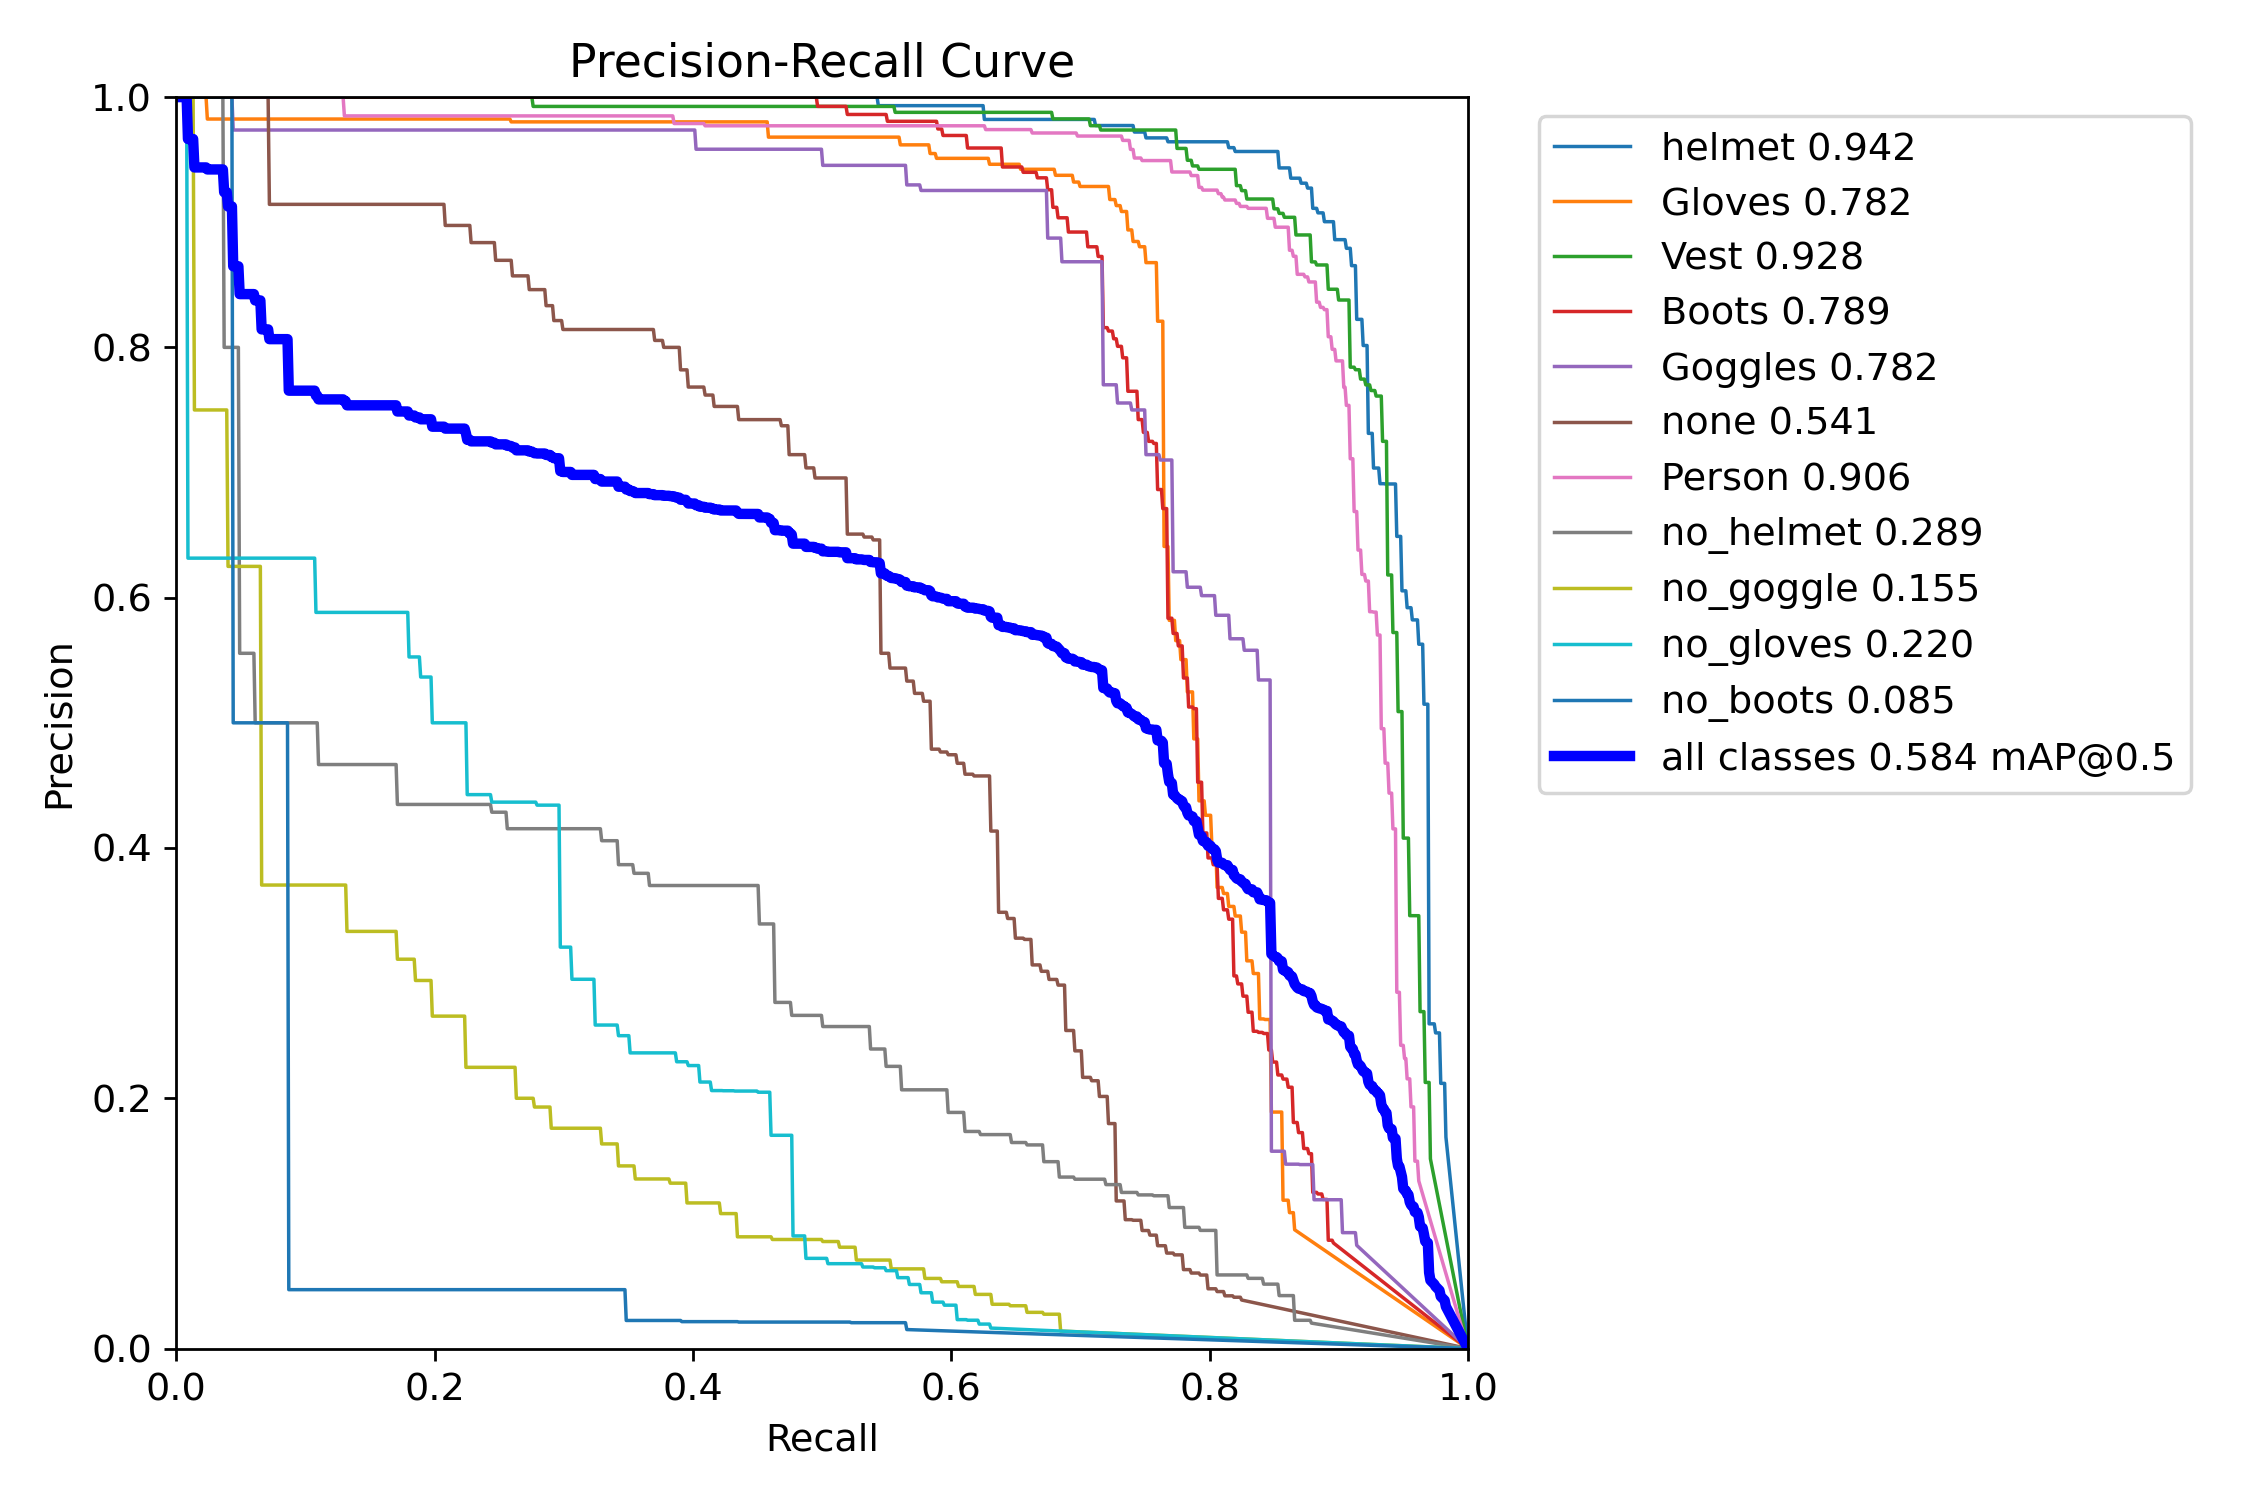 Precision-Recall Curve
1.0
0.8
0.6
0.4
0.2
0.0
Precision
0.0 0.2 0.4 0.6 0.8 1.0
Recall
helmet 0.942
Gloves 0.782
Vest 0.928
Boots 0.789
Goggles 0.782
none 0.541
Person 0.906
no_helmet 0.289
no_goggle 0.155
no_gloves 0.220
no_boots 0.085
all classes 0.584 mAP@0.5